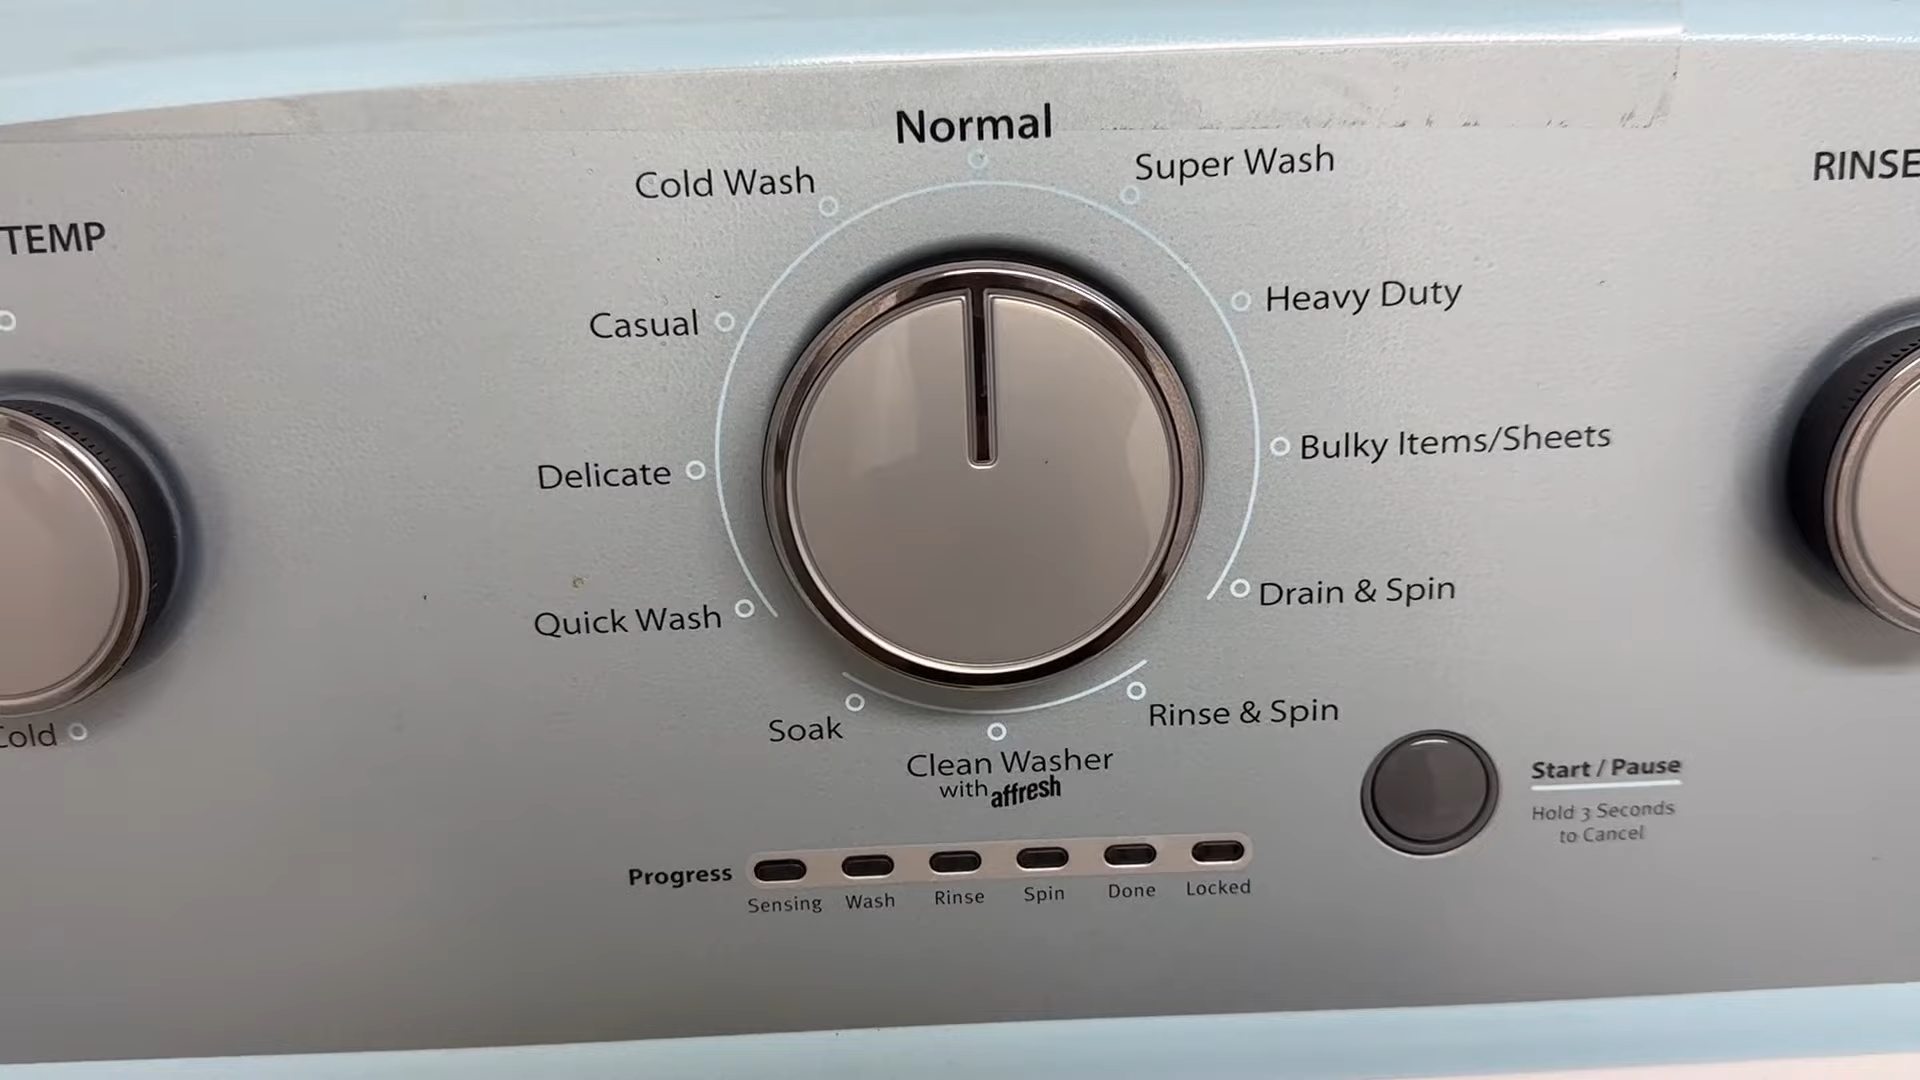 Normal
Cold Wash
Super Wash
RINSE
TEMP
Casual
Heavy Duty
Delicate
Bulky Items/Sheets
Quick Wash
Drain & Spin
Soak
Rinse & Spin
Cold
Clean Washer
with affresh
Start / Pause
Hold 3 Seconds
to Cancel
Progress
Sensing
Wash
Rinse
Spin
Done
Locked